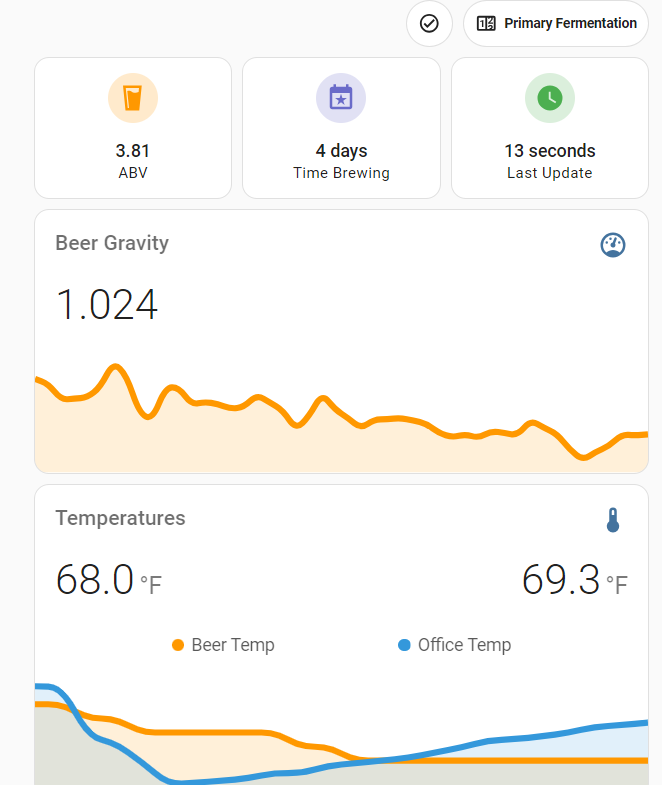 Primary Fermentation
3.81
ABV
4 days
Time Brewing
13 seconds
Last Update
Beer Gravity
1.024
Temperatures
68.0 °F
69.3 °F
Beer Temp
Office Temp